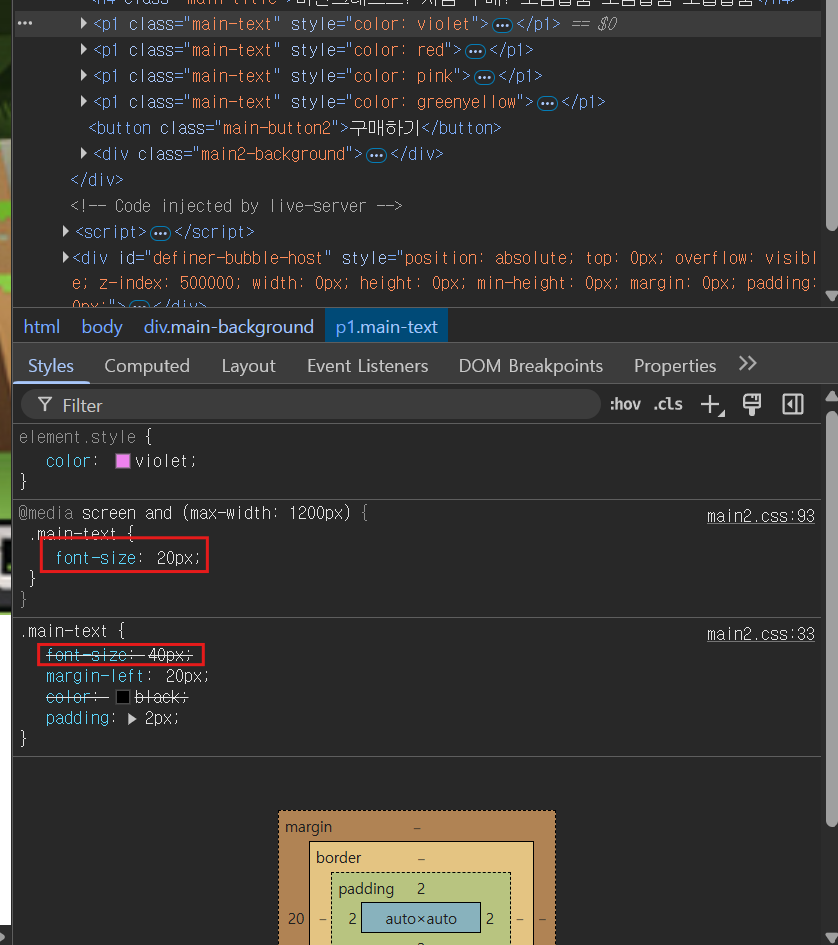 <p1 class="main-text" style="color: violet">…</p1> == $0
<p1 class="main-text" style="color: red">…</p1>
<p1 class="main-text" style="color: pink">…</p1>
<p1 class="main-text" style="color: greenyellow">…</p1>
<button class="main-button2">구매하기</button>
<div class="main2-background">…</div>
</div>
<!-- Code injected by live-server -->
<script>…</script>
<div id="definer-bubble-host" style="position: absolute; top: 0px; overflow: visibl
e; z-index: 500000; width: 0px; height: 0px; min-height: 0px; margin: 0px; padding:
0px;">…</div>
html body div.main-background p1.main-text
Styles Computed Layout Event Listeners DOM Breakpoints Properties
Filter :hov .cls
element.style {
color: violet;
}
@media screen and (max-width: 1200px) {
main2.css:93
.main-text {
font-size: 20px;
}
}
.main-text {
main2.css:33
font-size: 40px;
margin-left: 20px;
color: black;
padding: 2px;
}
margin –
border –
padding 2
20 – 2 auto×auto 2 – –